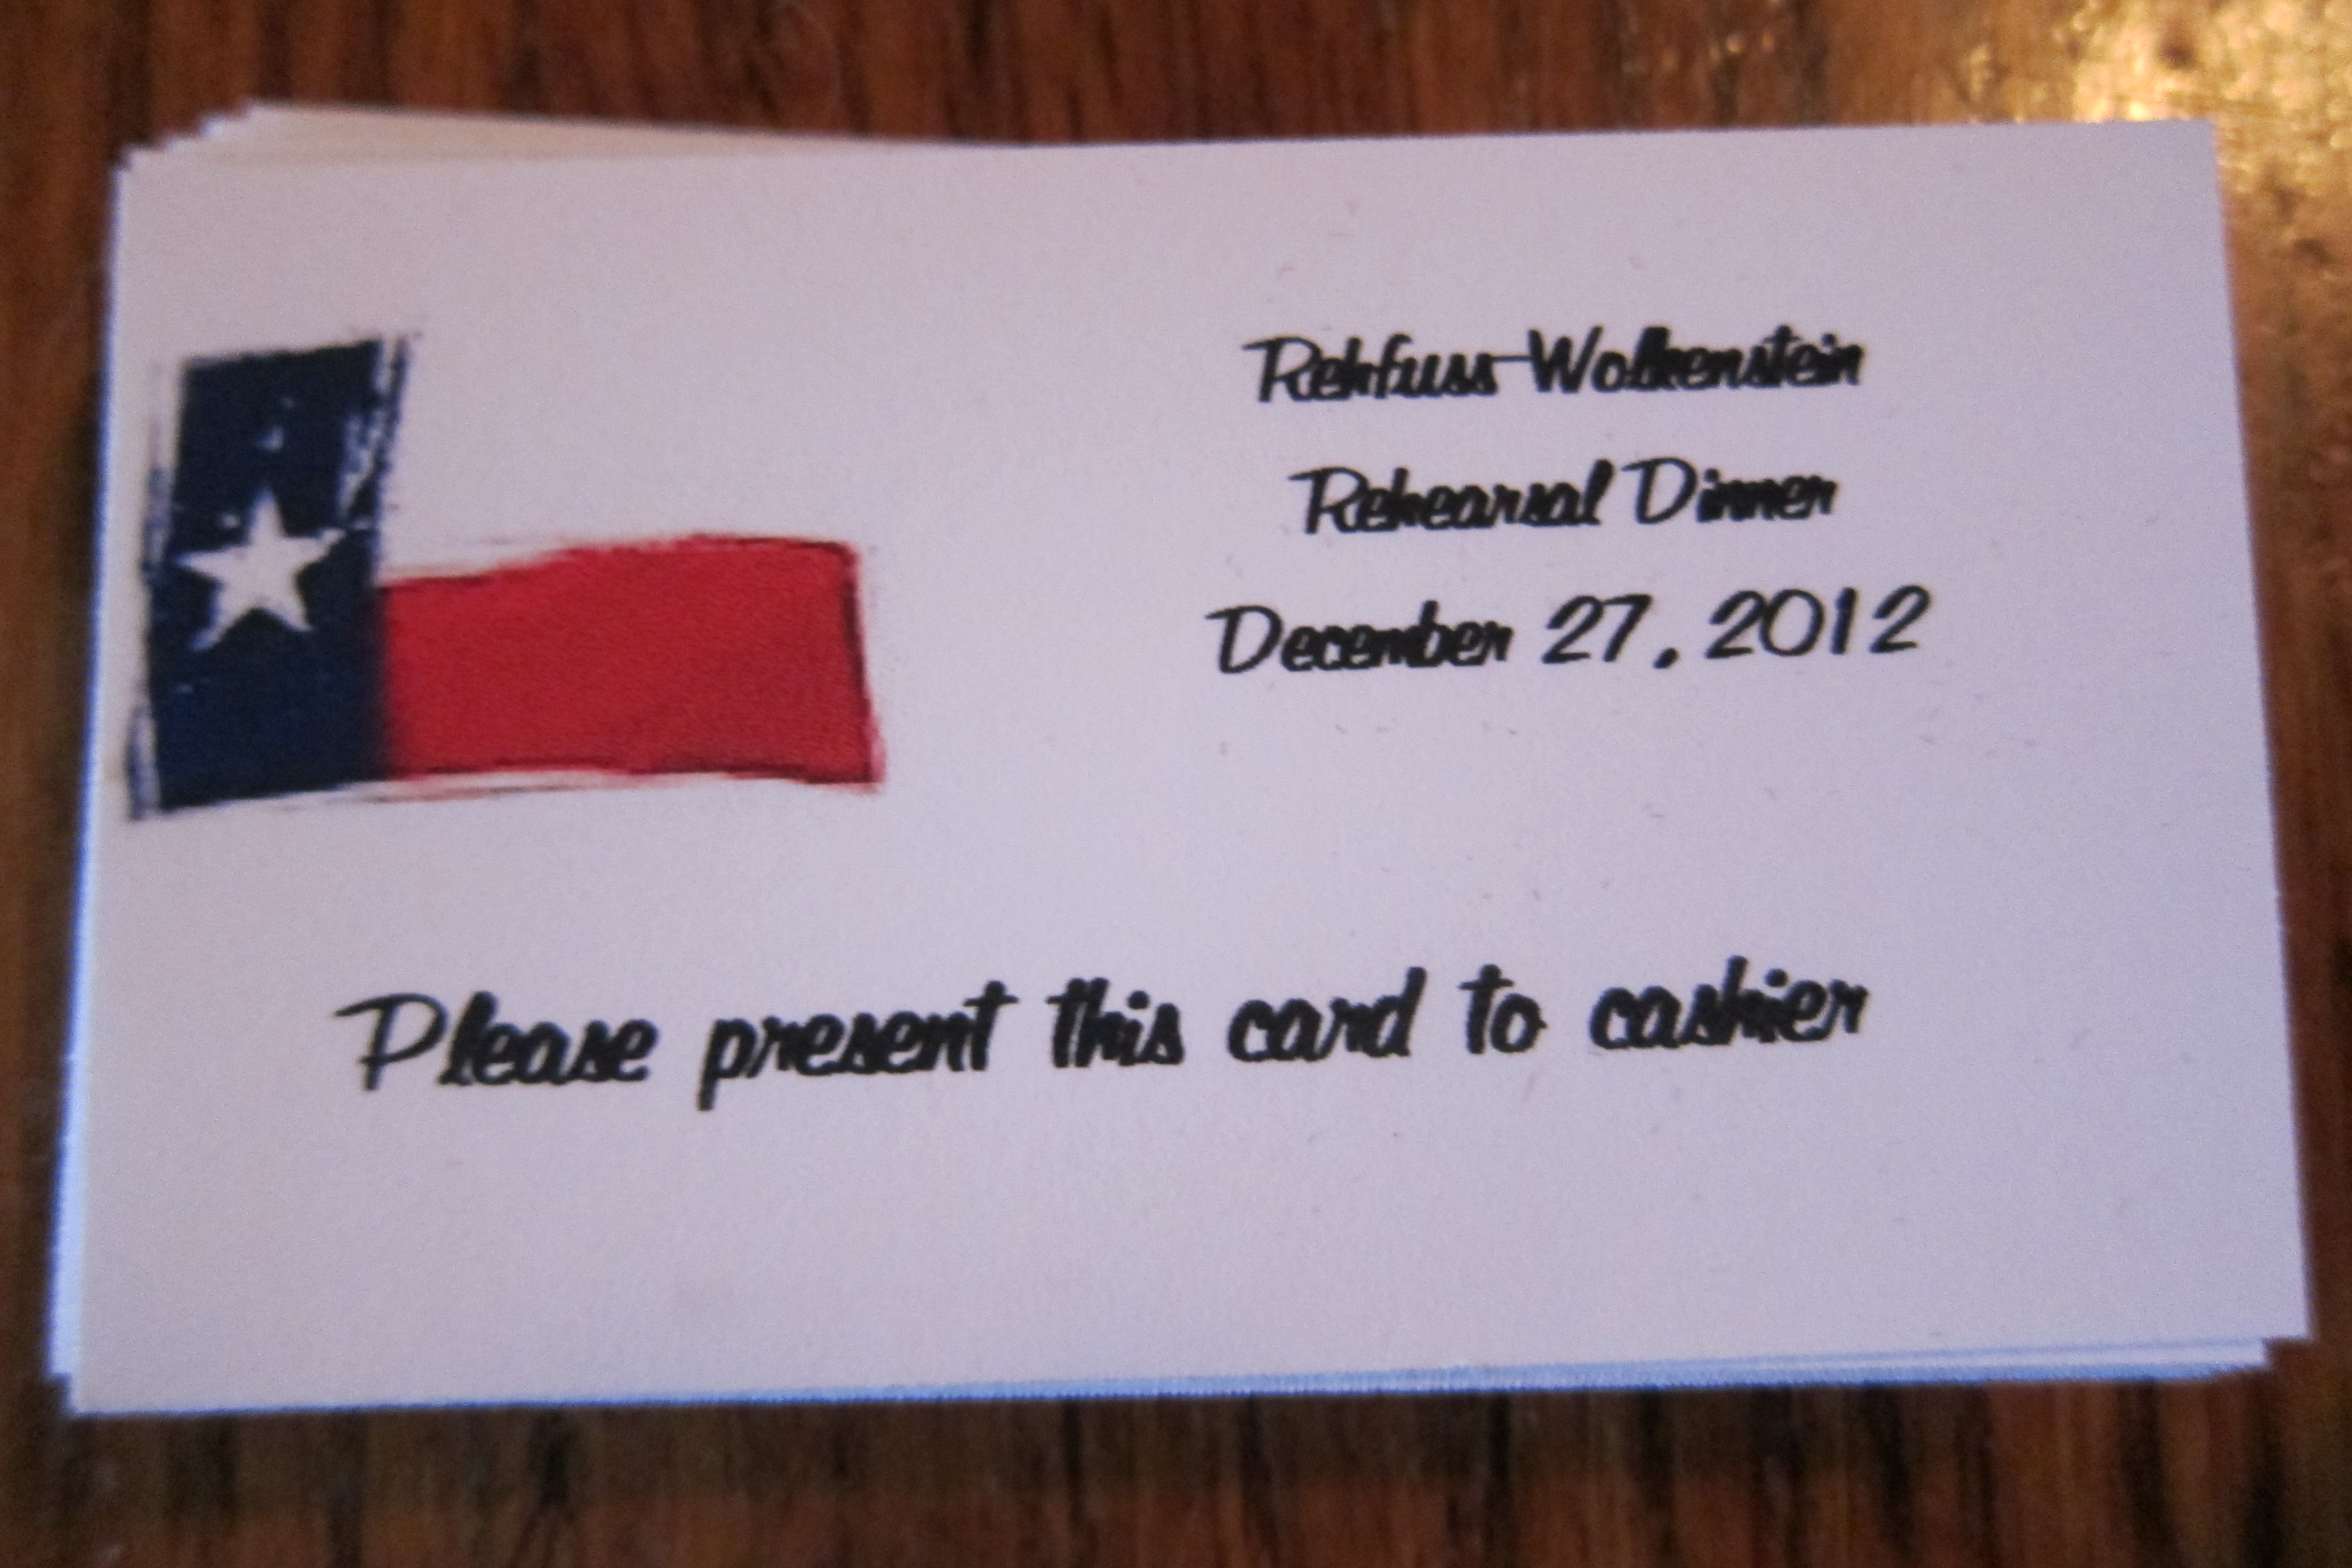 Rehfuss-Wolkenstein
Rehearsal Dinner
December 27, 2012
Please present this card to cashier